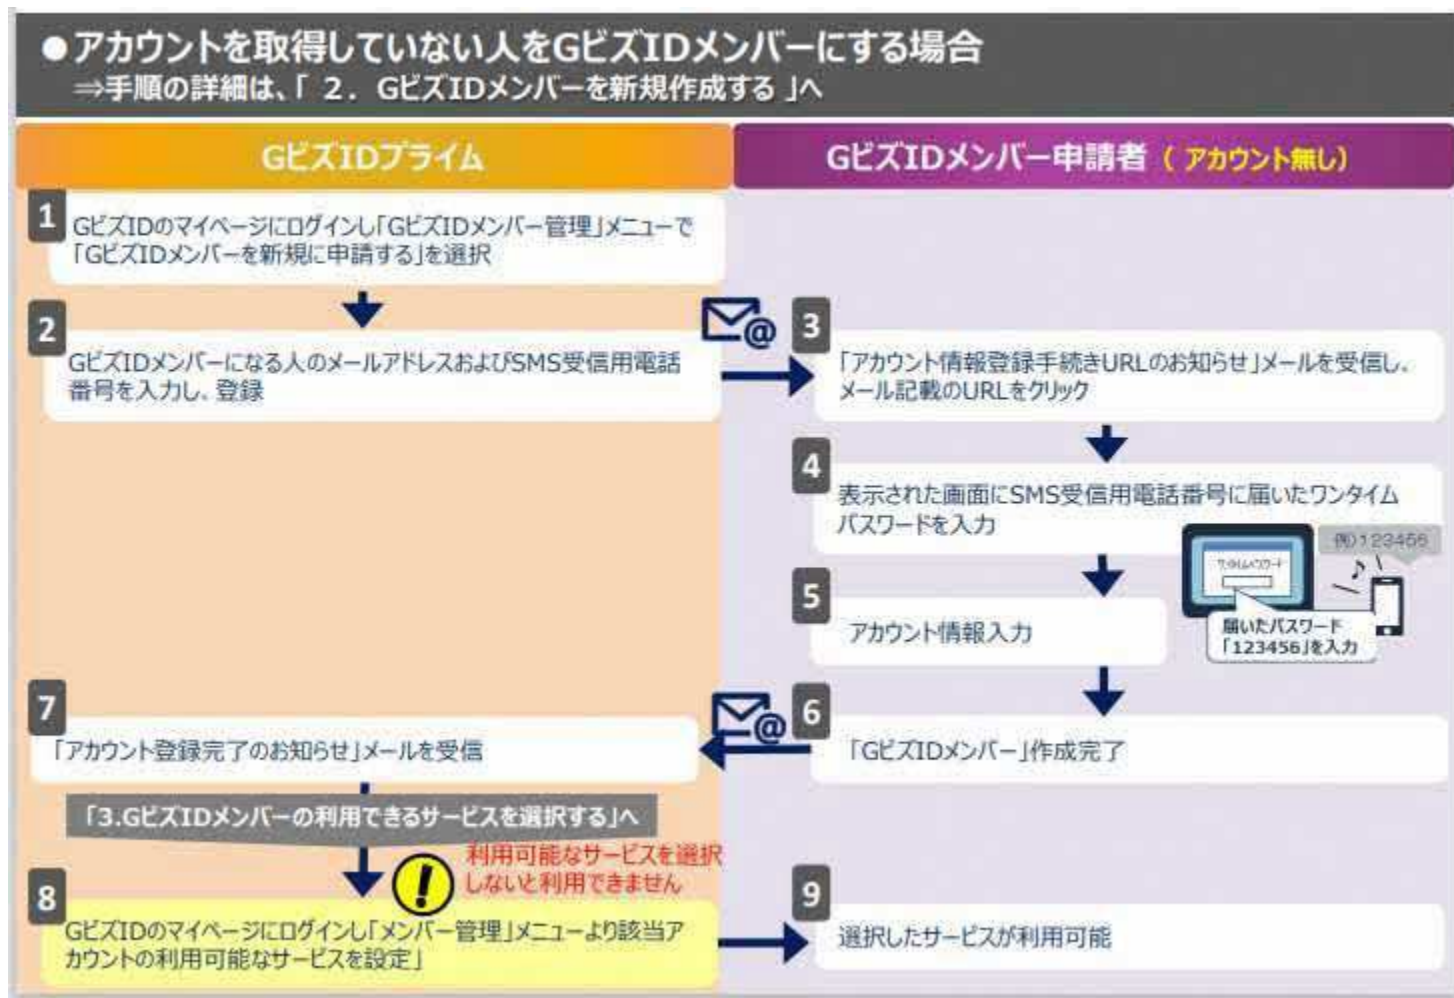 ●アカウントを取得していない人をGビズIDメンバーにする場合
⇒手順の詳細は、「 2. GビズIDメンバーを新規作成する 」へ
GビズIDプライム
GビズIDメンバー申請者（ アカウント無し）
1
GビズIDのマイページにログインし「GビズIDメンバー管理」メニューで
「GビズIDメンバーを新規に申請する」を選択
2
GビズIDメンバーになる人のメールアドレスおよびSMS受信用電話
番号を入力し、登録
@
3
「アカウント情報登録手続きURLのお知らせ」メールを受信し、
メール記載のURLをクリック
4
表示された画面にSMS受信用電話番号に届いたワンタイム
パスワードを入力
例)123456
ワンタイムパスワード
届いたパスワード
「123456」を入力
5
アカウント情報入力
6
「GビズIDメンバー」作成完了
@
7
「アカウント登録完了のお知らせ」メールを受信
「3.GビズIDメンバーの利用できるサービスを選択する」へ
!
利用可能なサービスを選択
しないと利用できません
8
GビズIDのマイページにログインし「メンバー管理」メニューより該当ア
カウントの利用可能なサービスを設定」
9
選択したサービスが利用可能